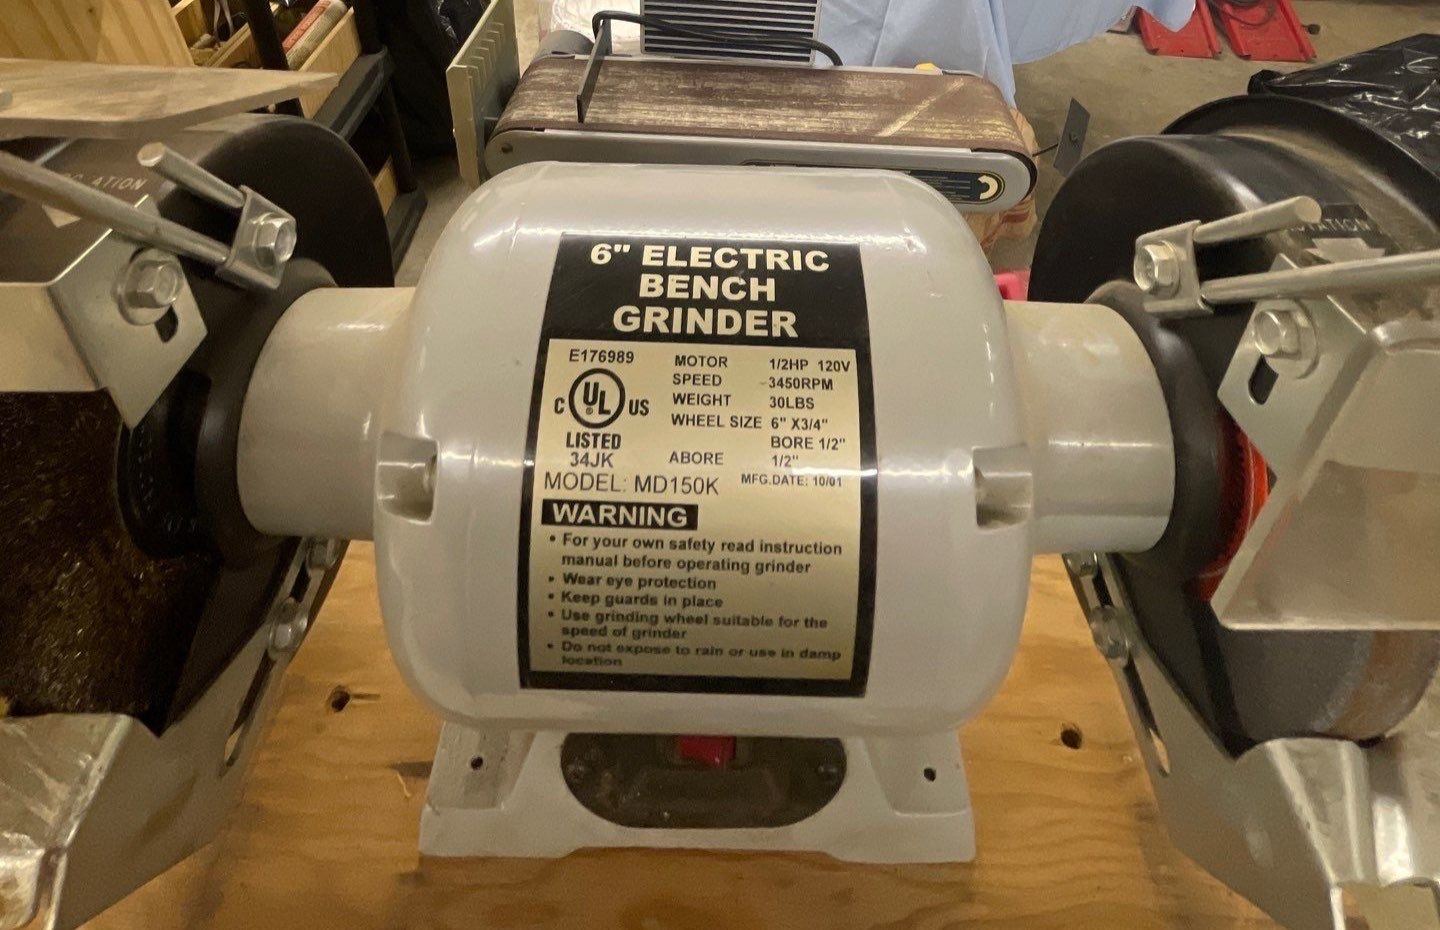 6" ELECTRIC
BENCH
GRINDER
E176989
C UL ® US
LISTED
34JK
MOTOR 1/2HP 120V
SPEED 3450RPM
WEIGHT 30LBS
WHEEL SIZE 6" X3/4"
BORE 1/2"
ABORE 1/2"
MODEL: MD150K MFG.DATE: 10/01
WARNING
• For your own safety read instruction
manual before operating grinder
• Wear eye protection
• Keep guards in place
• Use grinding wheel suitable for the
speed of grinder
• Do not expose to rain or use in damp
location